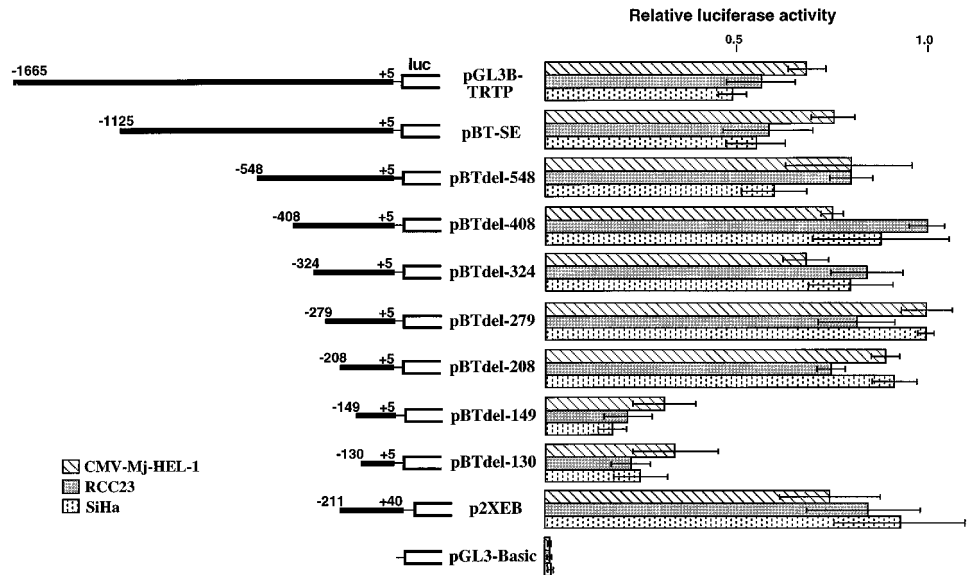 Relative luciferase activity
0.5 1.0
-1665 +5 luc pGL3B-TRTP
-1125 +5 pBT-SE
-548 +5 pBTdel-548
-408 +5 pBTdel-408
-324 +5 pBTdel-324
-279 +5 pBTdel-279
-208 +5 pBTdel-208
-149 +5 pBTdel-149
-130 +5 pBTdel-130
-211 +40 p2XEB
pGL3-Basic
CMV-Mj-HEL-1
RCC23
SiHa